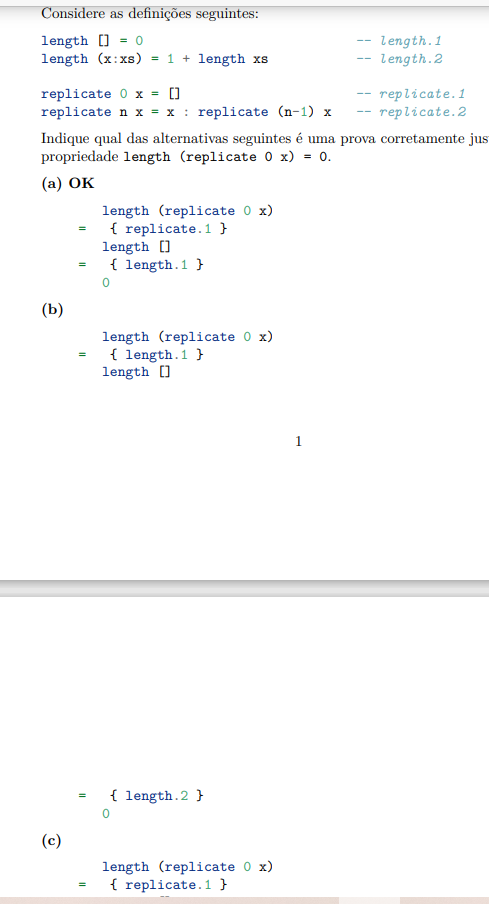 Considere as definições seguintes:
length [] = 0 -- length.1
length (x:xs) = 1 + length xs -- length.2
replicate 0 x = [] -- replicate.1
replicate n x = x : replicate (n-1) x -- replicate.2
Indique qual das alternativas seguintes é uma prova corretamente jus
propriedade length (replicate 0 x) = 0.
(a) OK
length (replicate 0 x)
= { replicate.1 }
length []
= { length.1 }
0
(b)
length (replicate 0 x)
= { length.1 }
length []
1
= { length.2 }
0
(c)
length (replicate 0 x)
= { replicate.1 }